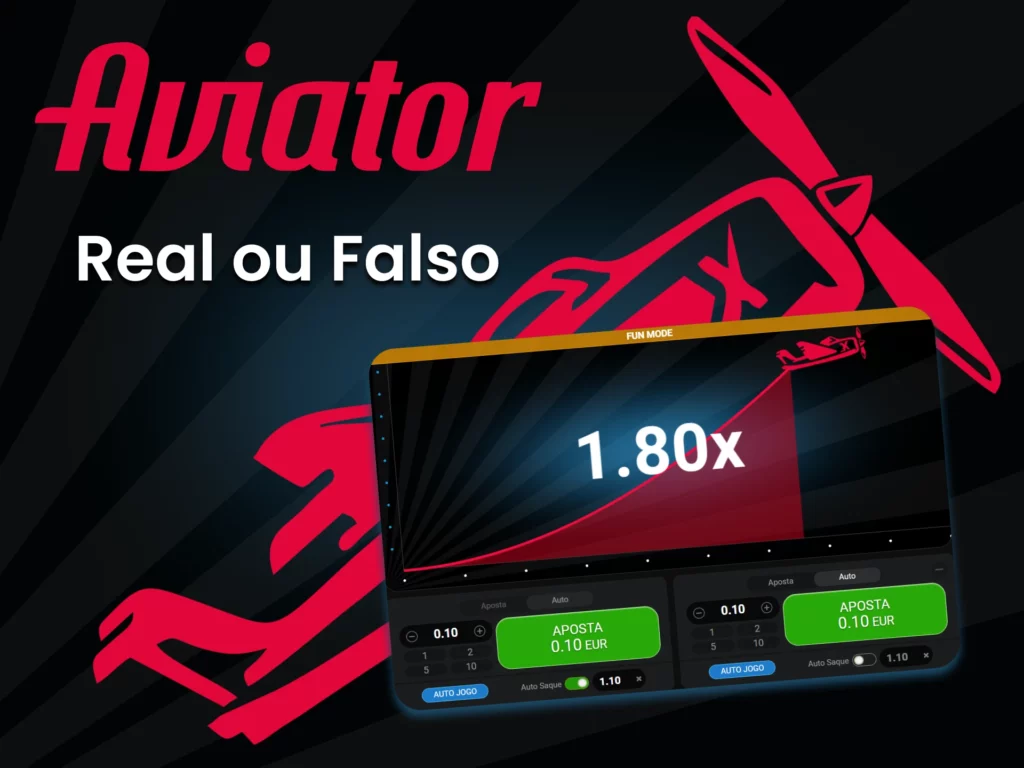 Aviator
Real ou Falso
FUN MODE
1.80x
Aposta Auto
0.10
1 2
5 10
APOSTA
0.10 EUR
AUTO JOGO
Auto Saque 1.10
Aposta Auto
0.10
1 2
5 10
APOSTA
0.10 EUR
AUTO JOGO
Auto Saque 1.10